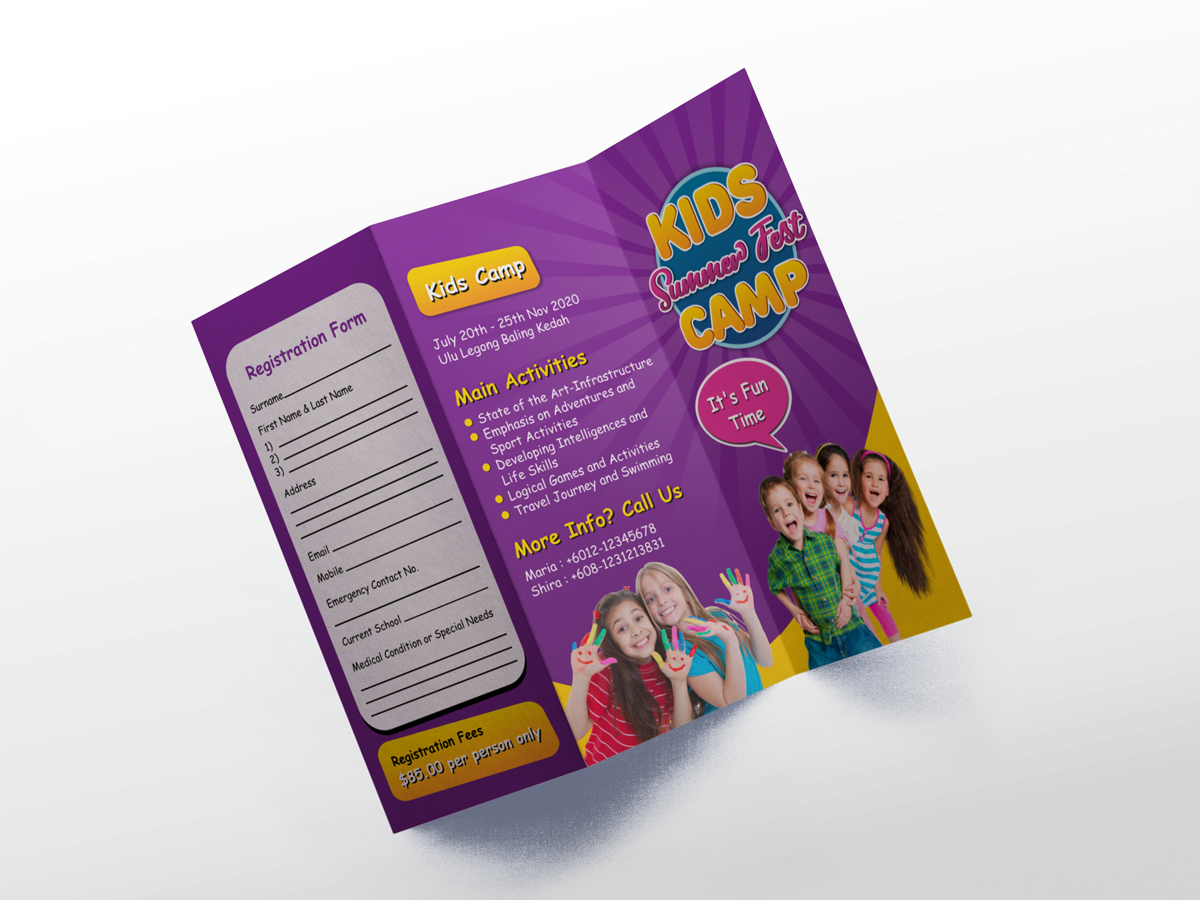 Registration Form
Surname
First Name & Last Name
1)
2)
3)
Address
Email
Mobile
Emergency Contact No.
Current School
Medical Condition or Special Needs
Registration Fees
$85.00 per person only
Kids Camp
July 20th - 25th Nov 2020
Ulu Legong Baling Kedah
Main Activities
State of the Art-Infrastructure
Emphasis on Adventures and
Sport Activities
Developing Intelligences and
Life Skills
Logical Games and Activities
Travel Journey and Swimming
More Info? Call Us
Maria : +6012-12345678
Shira : +608-1231213831
KIDS
Summer Fest
CAMP
It's Fun
Time